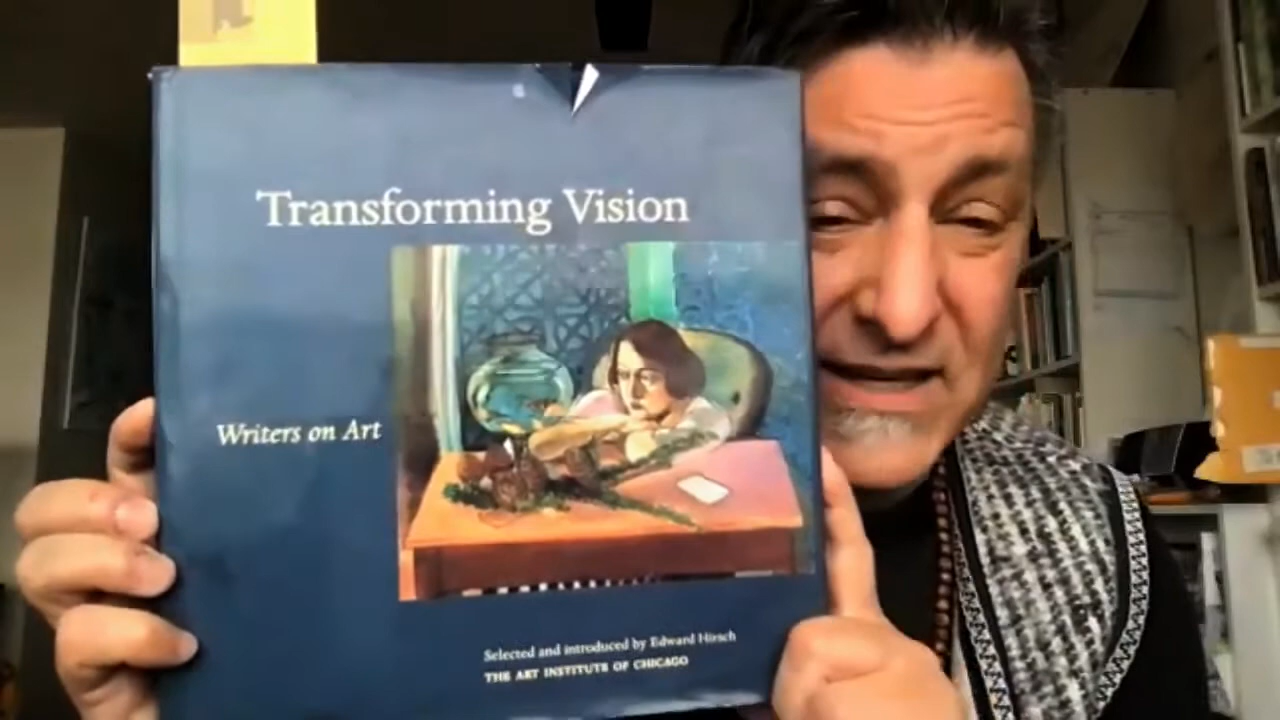 Transforming Vision
Writers on Art
Selected and introduced by Edward Hirsch
THE ART INSTITUTE OF CHICAGO